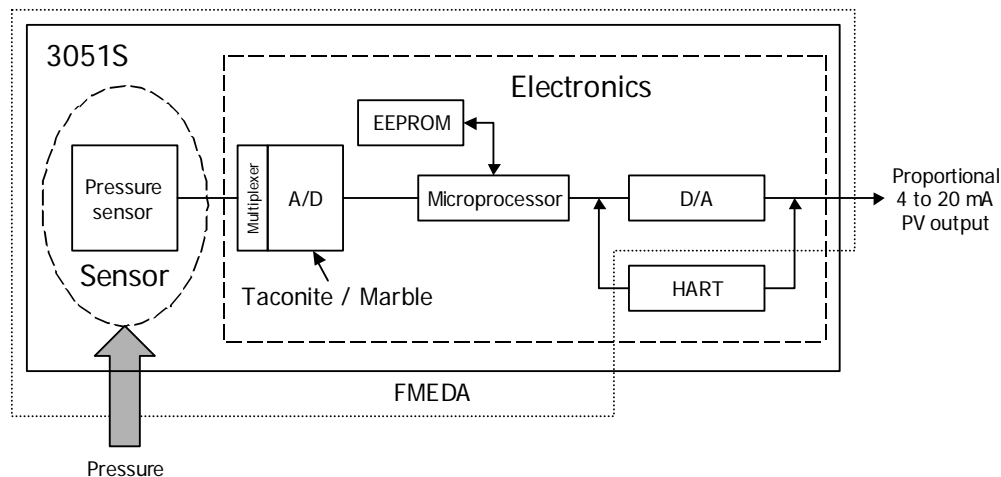 3051S
Electronics
EEPROM
Pressure
sensor
Multiplexer
A/D
Microprocessor
D/A
Proportional
4 to 20 mA
PV output
Sensor
Taconite / Marble
HART
FMEDA
Pressure